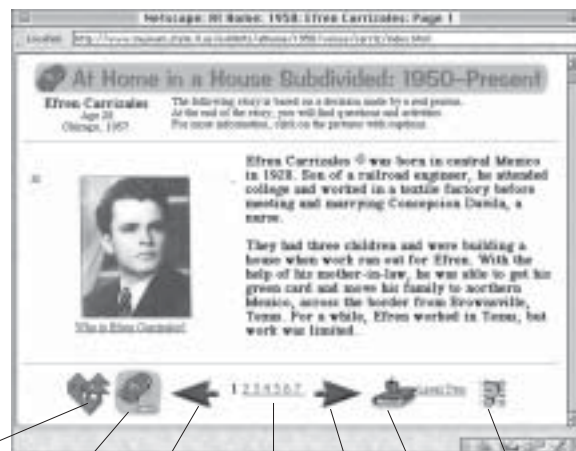 Netscape: At Home: 1950: Efren Carrizales: Page 1
Location:
At Home in a House Subdivided: 1950–Present
Efren Carrizales
Age 28
Chicago, 1957
The following story is based on a decision made by a real person.
At the end of the story, you will find questions and activities.
For more information, click on the pictures with captions.
Efren Carrizales was born in central Mexico
in 1928. Son of a railroad engineer, he attended
college and worked in a textile factory before
meeting and marrying Concepcion Davila, a
nurse.
They had three children and were building a
house when work ran out for Efren. With the
help of his mother-in-law, he was able to get his
green card and move his family to northern
Mexico, across the border from Brownsville,
Texas. For a while, Efren worked in Texas, but
work was limited.
Who is Efren Carrizales?
1 2 3 4 5 6 7